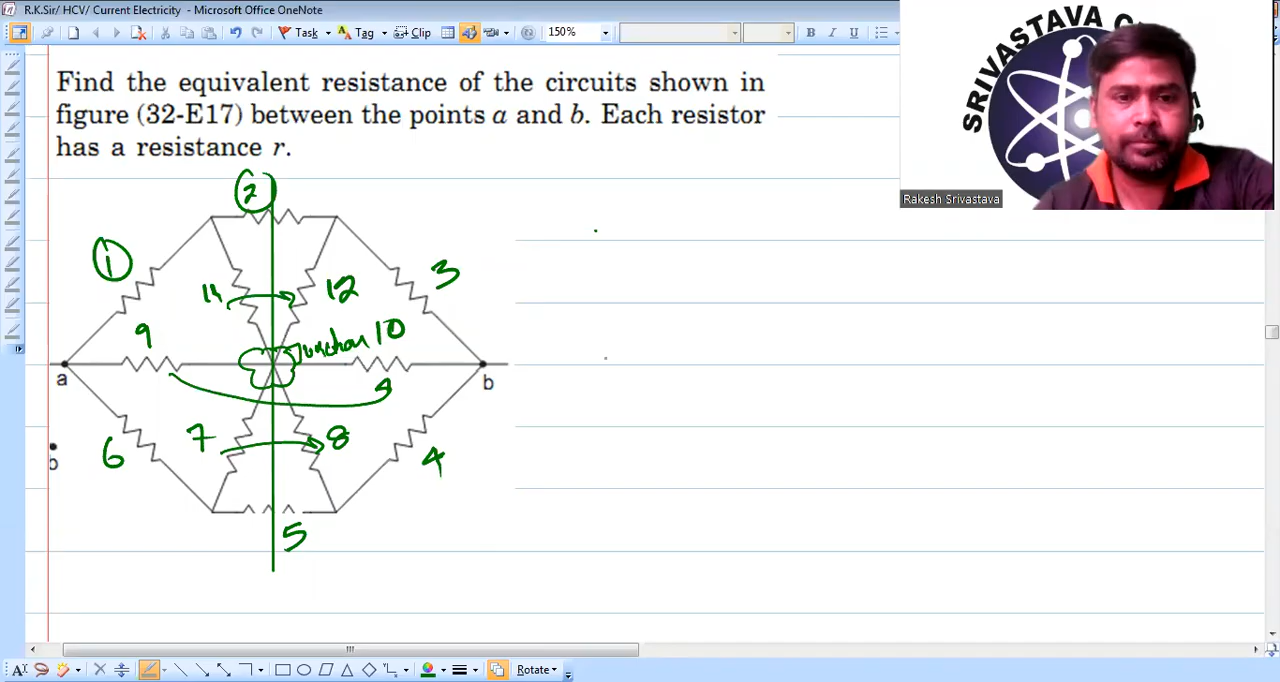 R.K.Sir/ HCV/ Current Electricity - Microsoft Office OneNote
Task Tag Clip 150% B I U
Find the equivalent resistance of the circuits shown in
figure (32-E17) between the points a and b. Each resistor
has a resistance r.
SRIVASTAVA C
ES
Rakesh Srivastava
2
1
3
11
12
9
Junction
10
a
b
7
8
6
4
5
Rotate